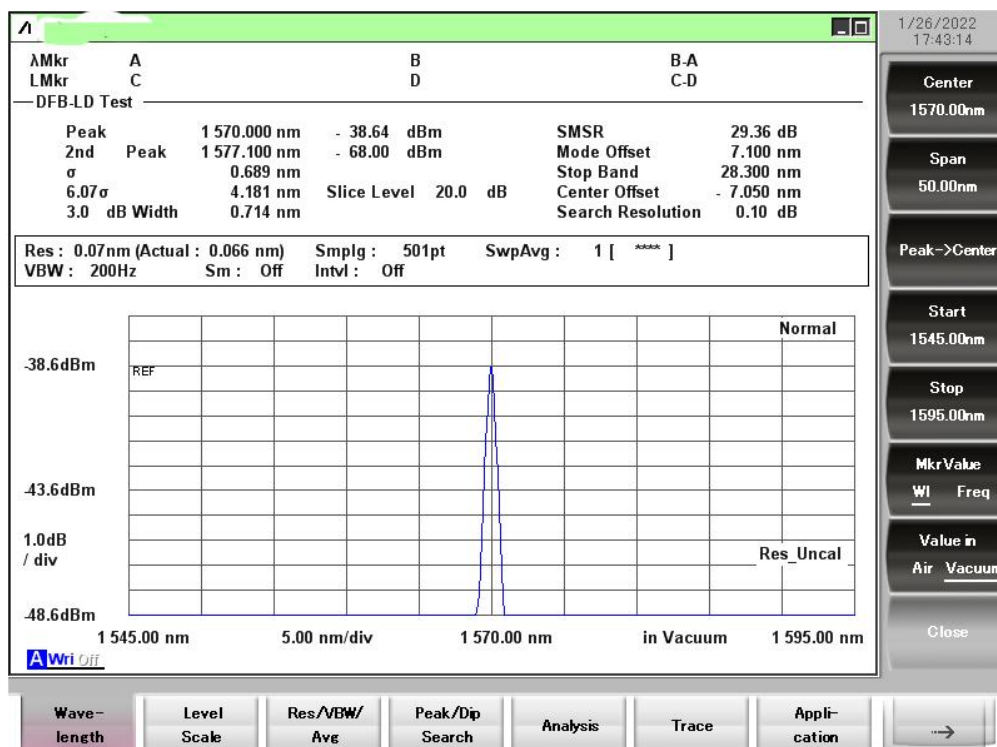 1/26/2022
17:43:14
λMkr A B B-A
LMkr C D C-D
DFB-LD Test
Peak 1 570.000 nm - 38.64 dBm SMSR 29.36 dB
2nd Peak 1 577.100 nm - 68.00 dBm Mode Offset 7.100 nm
σ 0.689 nm Stop Band 28.300 nm
6.07σ 4.181 nm Slice Level 20.0 dB Center Offset - 7.050 nm
3.0 dB Width 0.714 nm Search Resolution 0.10 dB
Res : 0.07nm (Actual : 0.066 nm) Smplg : 501pt SwpAvg : 1 [ **** ]
VBW : 200Hz Sm : Off Intvl : Off
Normal
-38.6dBm
REF
-43.6dBm
1.0dB
/ div
Res_Uncal
-48.6dBm
1 545.00 nm 5.00 nm/div 1 570.00 nm in Vacuum 1 595.00 nm
A Wri Off
Center
1570.00nm
Span
50.00nm
Peak->Center
Start
1545.00nm
Stop
1595.00nm
MkrValue
Wl Freq
Value in
Air Vacuum
Close
Wave-
length
Level
Scale
Res/VBW/
Avg
Peak/Dip
Search
Analysis
Trace
Appli-
cation